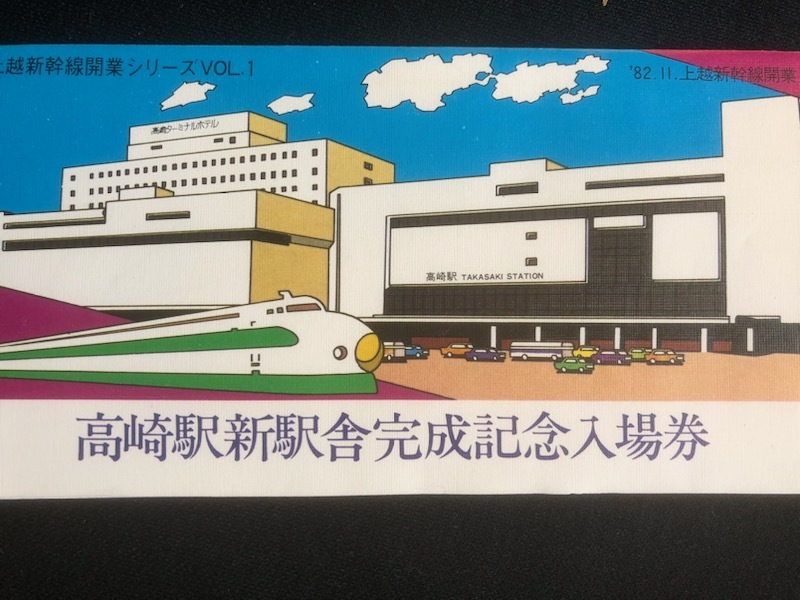 上越新幹線開業シリーズVOL.1
'82.11.上越新幹線開業
高崎ターミナルホテル
高崎駅 TAKASAKI STATION
高崎駅新駅舎完成記念入場券